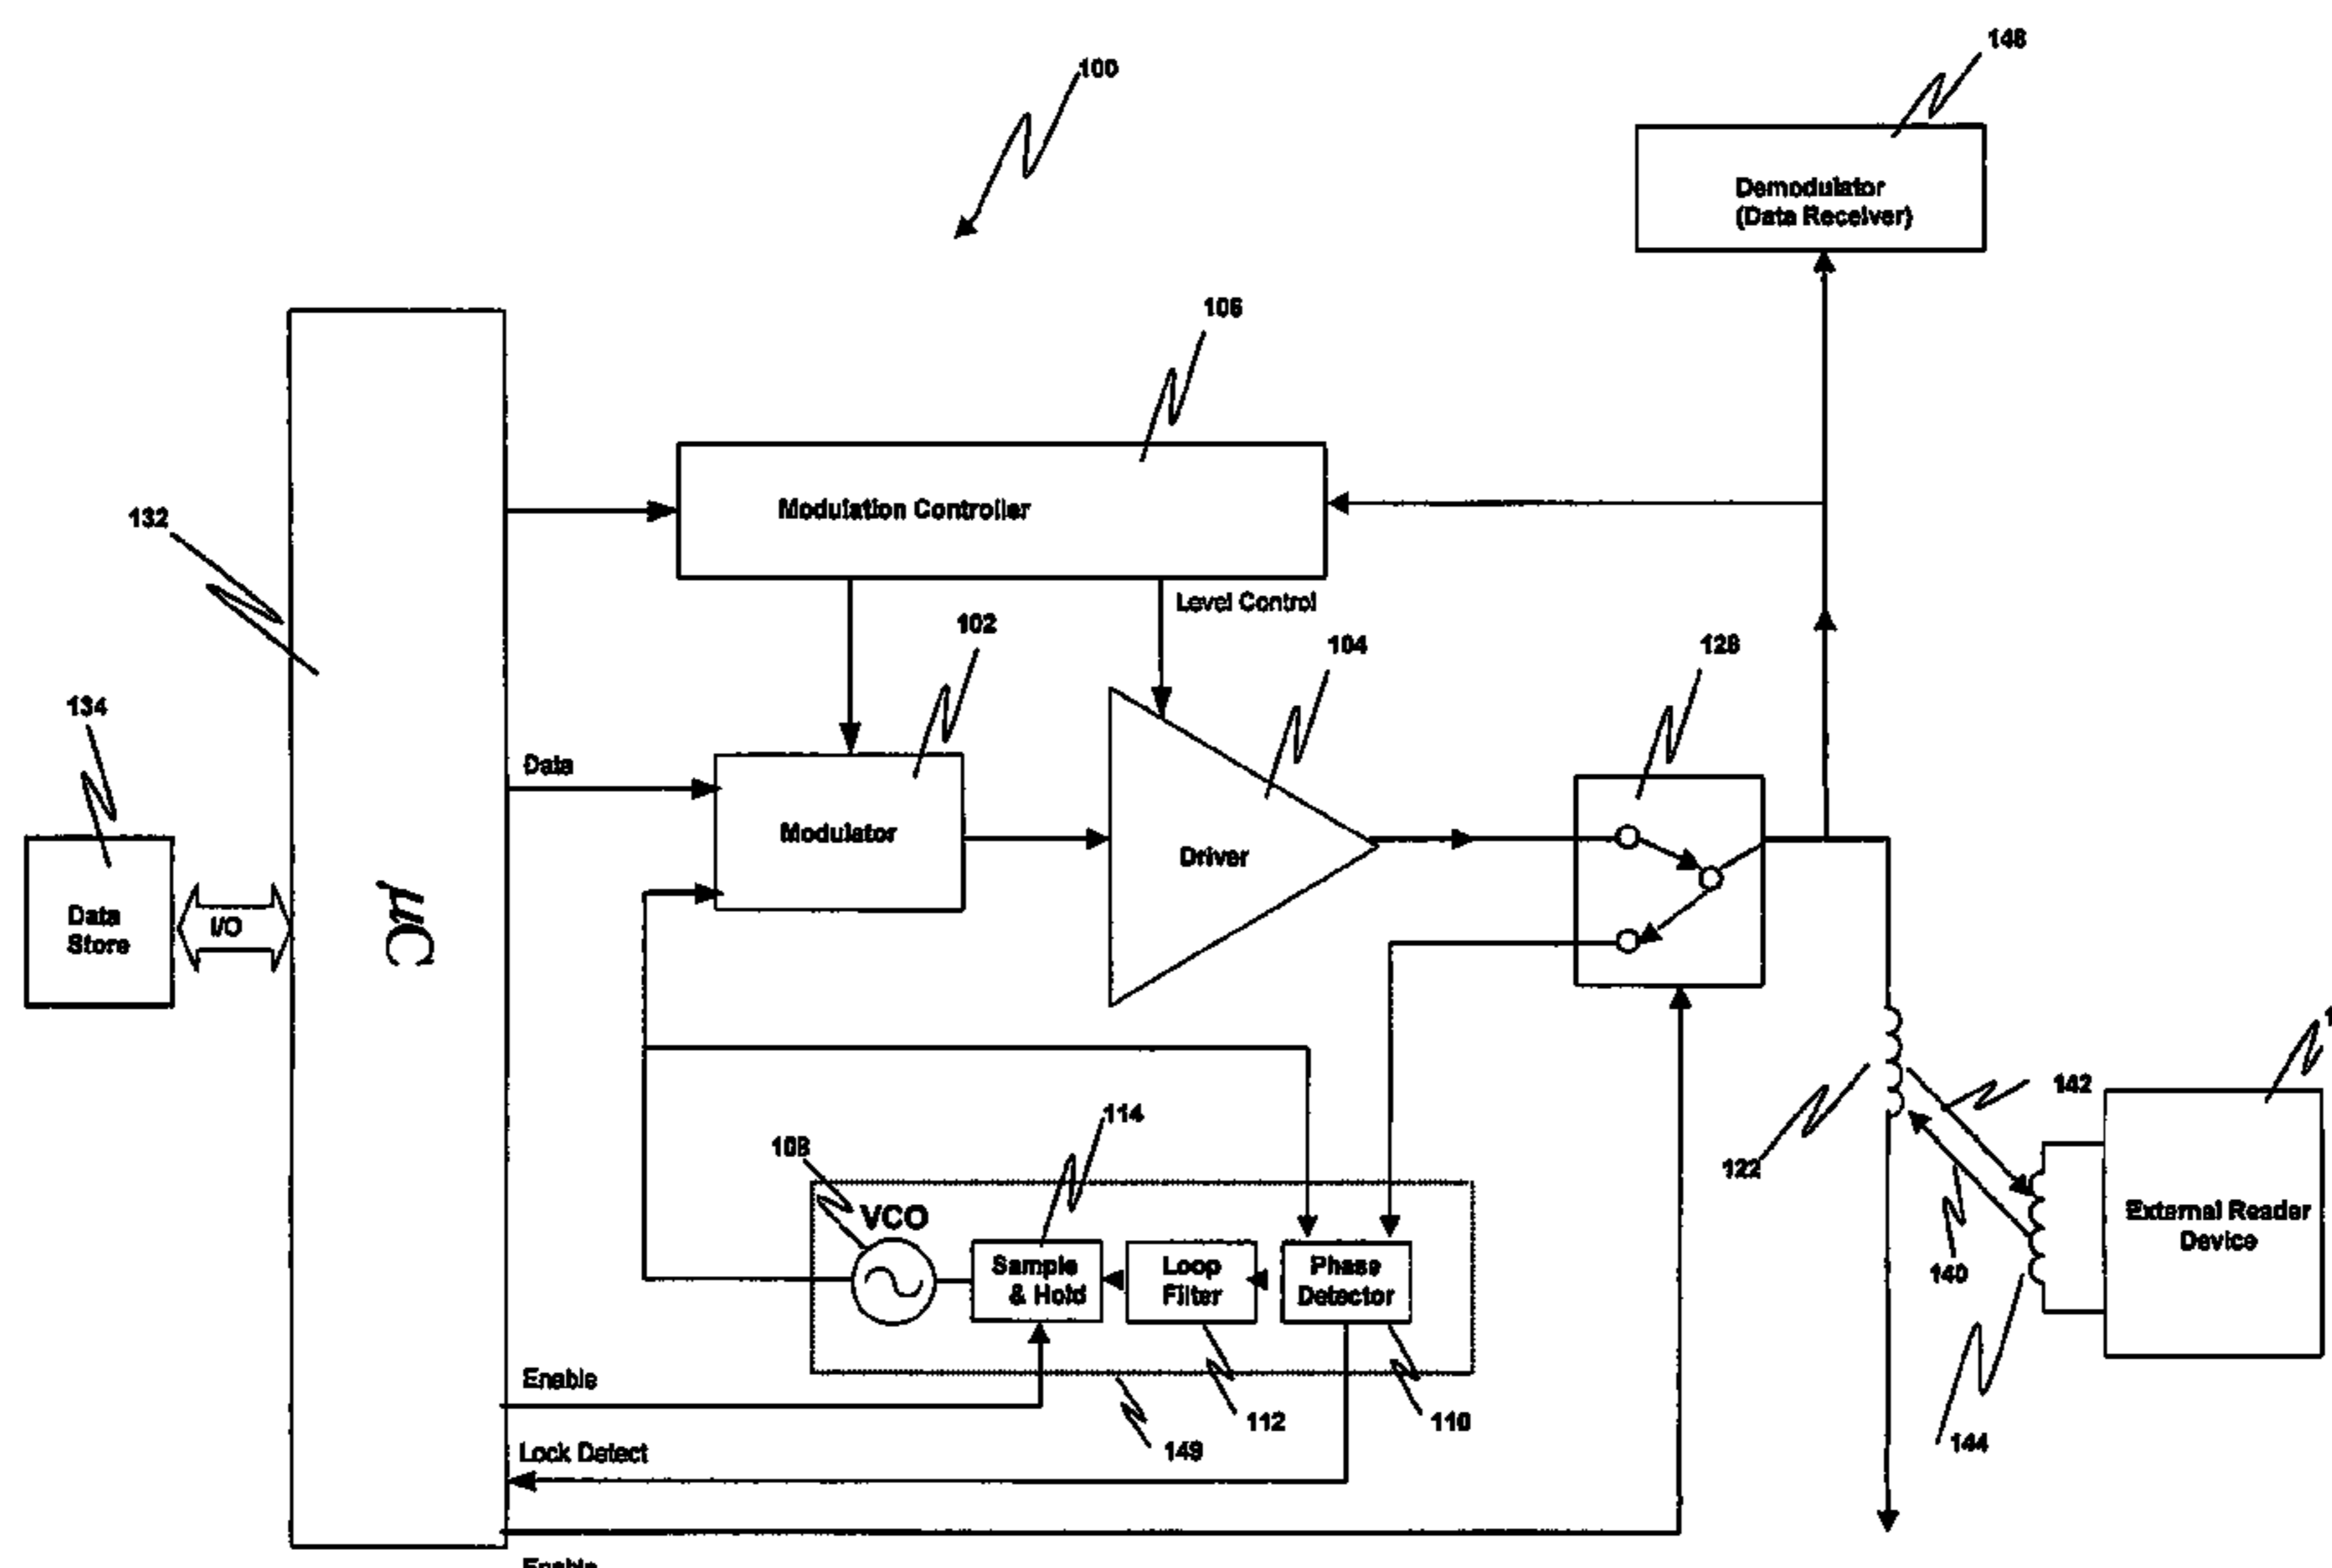 100
148
Demodulator
(Data Receiver)
106
Modulation Controller
132
Level Control
102
104
128
134
Data
Modulator
Driver
Data
Store
I/O
µC
142
114
108
122
VCO
External Reader
Device
Sample
& Hold
Loop
Filter
Phase
Detector
140
Enable
112
110
149
144
Lock Detect
Enable